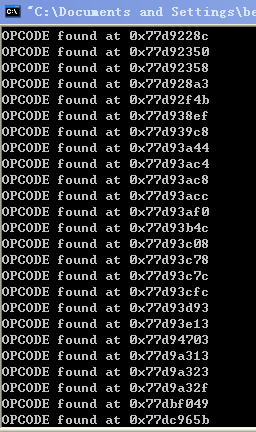 "C:\Documents and Settings\be
OPCODE found at 0x77d9228c
OPCODE found at 0x77d92350
OPCODE found at 0x77d92358
OPCODE found at 0x77d928a3
OPCODE found at 0x77d92f4b
OPCODE found at 0x77d938ef
OPCODE found at 0x77d939c8
OPCODE found at 0x77d93a44
OPCODE found at 0x77d93ac4
OPCODE found at 0x77d93ac8
OPCODE found at 0x77d93acc
OPCODE found at 0x77d93af0
OPCODE found at 0x77d93b4c
OPCODE found at 0x77d93c08
OPCODE found at 0x77d93c78
OPCODE found at 0x77d93c7c
OPCODE found at 0x77d93cfc
OPCODE found at 0x77d93d93
OPCODE found at 0x77d93e13
OPCODE found at 0x77d94703
OPCODE found at 0x77d9a313
OPCODE found at 0x77d9a323
OPCODE found at 0x77d9a32f
OPCODE found at 0x77dbf049
OPCODE found at 0x77dc965b